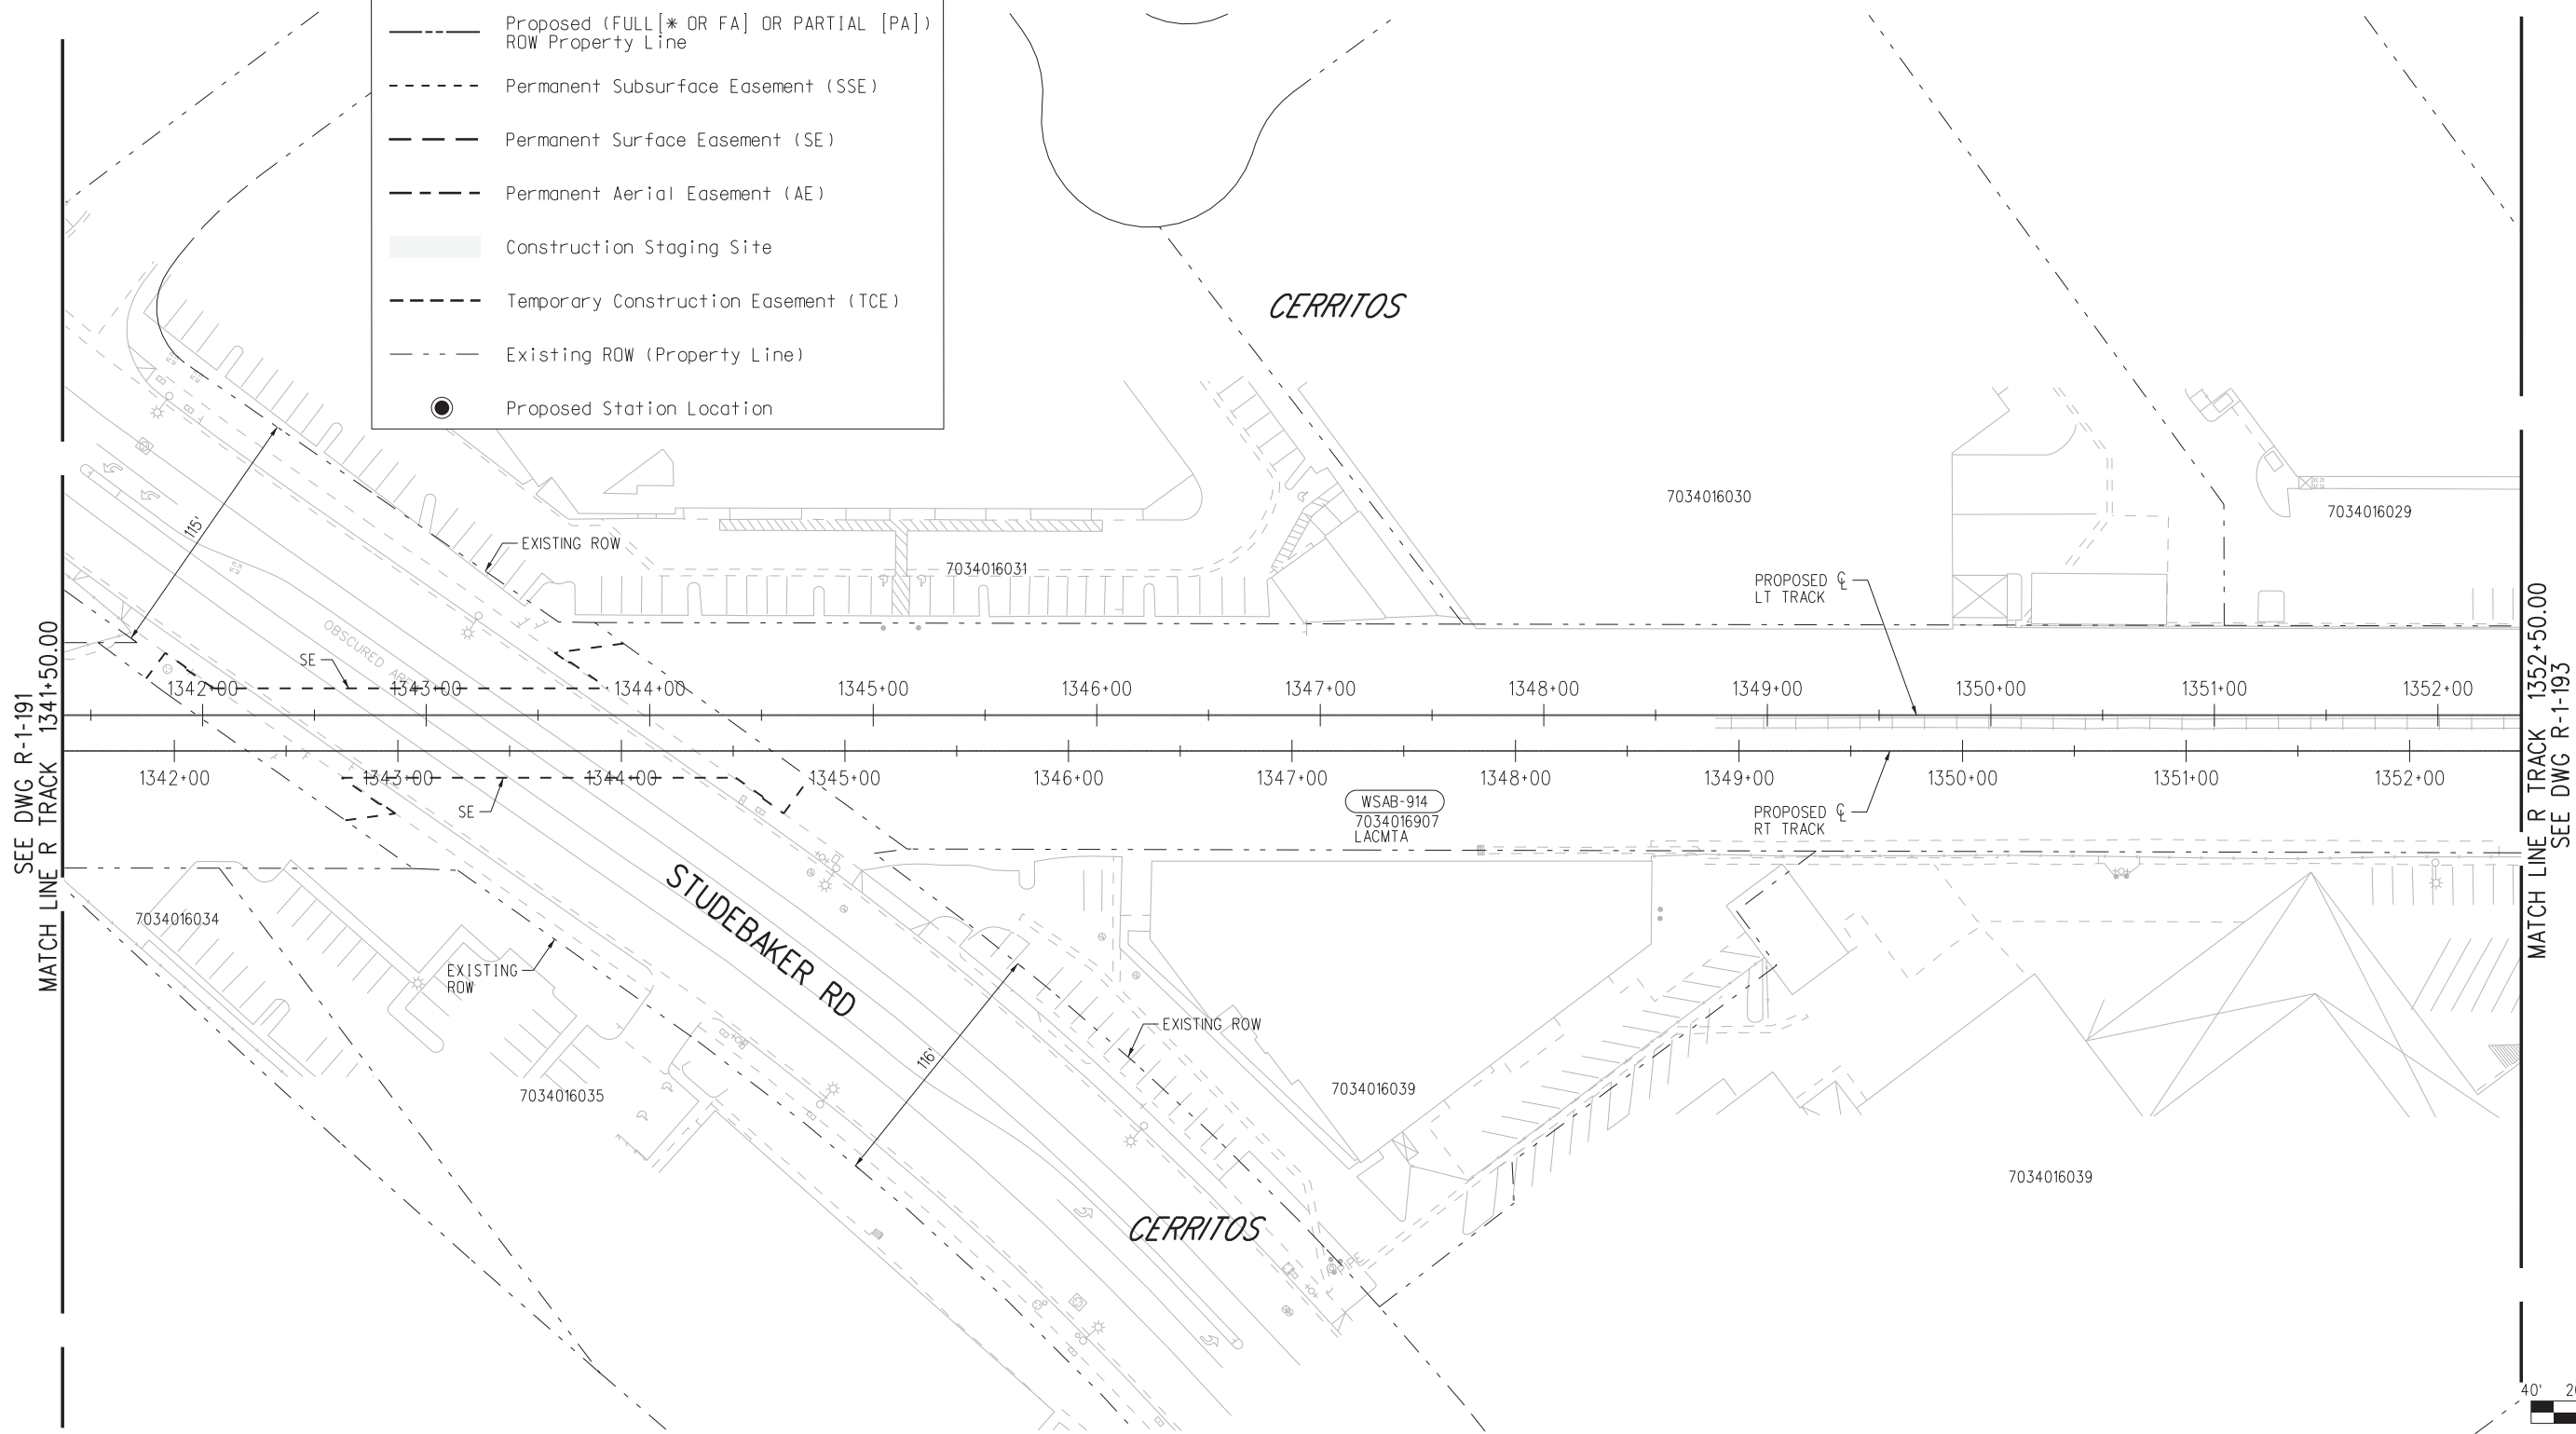 Proposed (FULL[* OR FA] OR PARTIAL [PA])
ROW Property Line
Permanent Subsurface Easement (SSE)
Permanent Surface Easement (SE)
Permanent Aerial Easement (AE)
Construction Staging Site
Temporary Construction Easement (TCE)
Existing ROW (Property Line)
Proposed Station Location
CERRITOS
7034016030
7034016029
115'
EXISTING ROW
7034016031
PROPOSED ℄
LT TRACK
OBSCURED AREA
SE
1342+00 1343+00 1344+00 1345+00 1346+00 1347+00 1348+00 1349+00 1350+00 1351+00 1352+00
SEE DWG R-1-191
MATCH LINE R TRACK 1341+50.00
MATCH LINE R TRACK 1352+50.00
SEE DWG R-1-193
1342+00 1343+00 1344+00 1345+00 1346+00 1347+00 1348+00 1349+00 1350+00 1351+00 1352+00
SE
WSAB-914
7034016907
LACMTA
PROPOSED ℄
RT TRACK
STUDEBAKER RD
7034016034
EXISTING
ROW
EXISTING ROW
116'
7034016035
7034016039
7034016039
CERRITOS
PIPE
40'